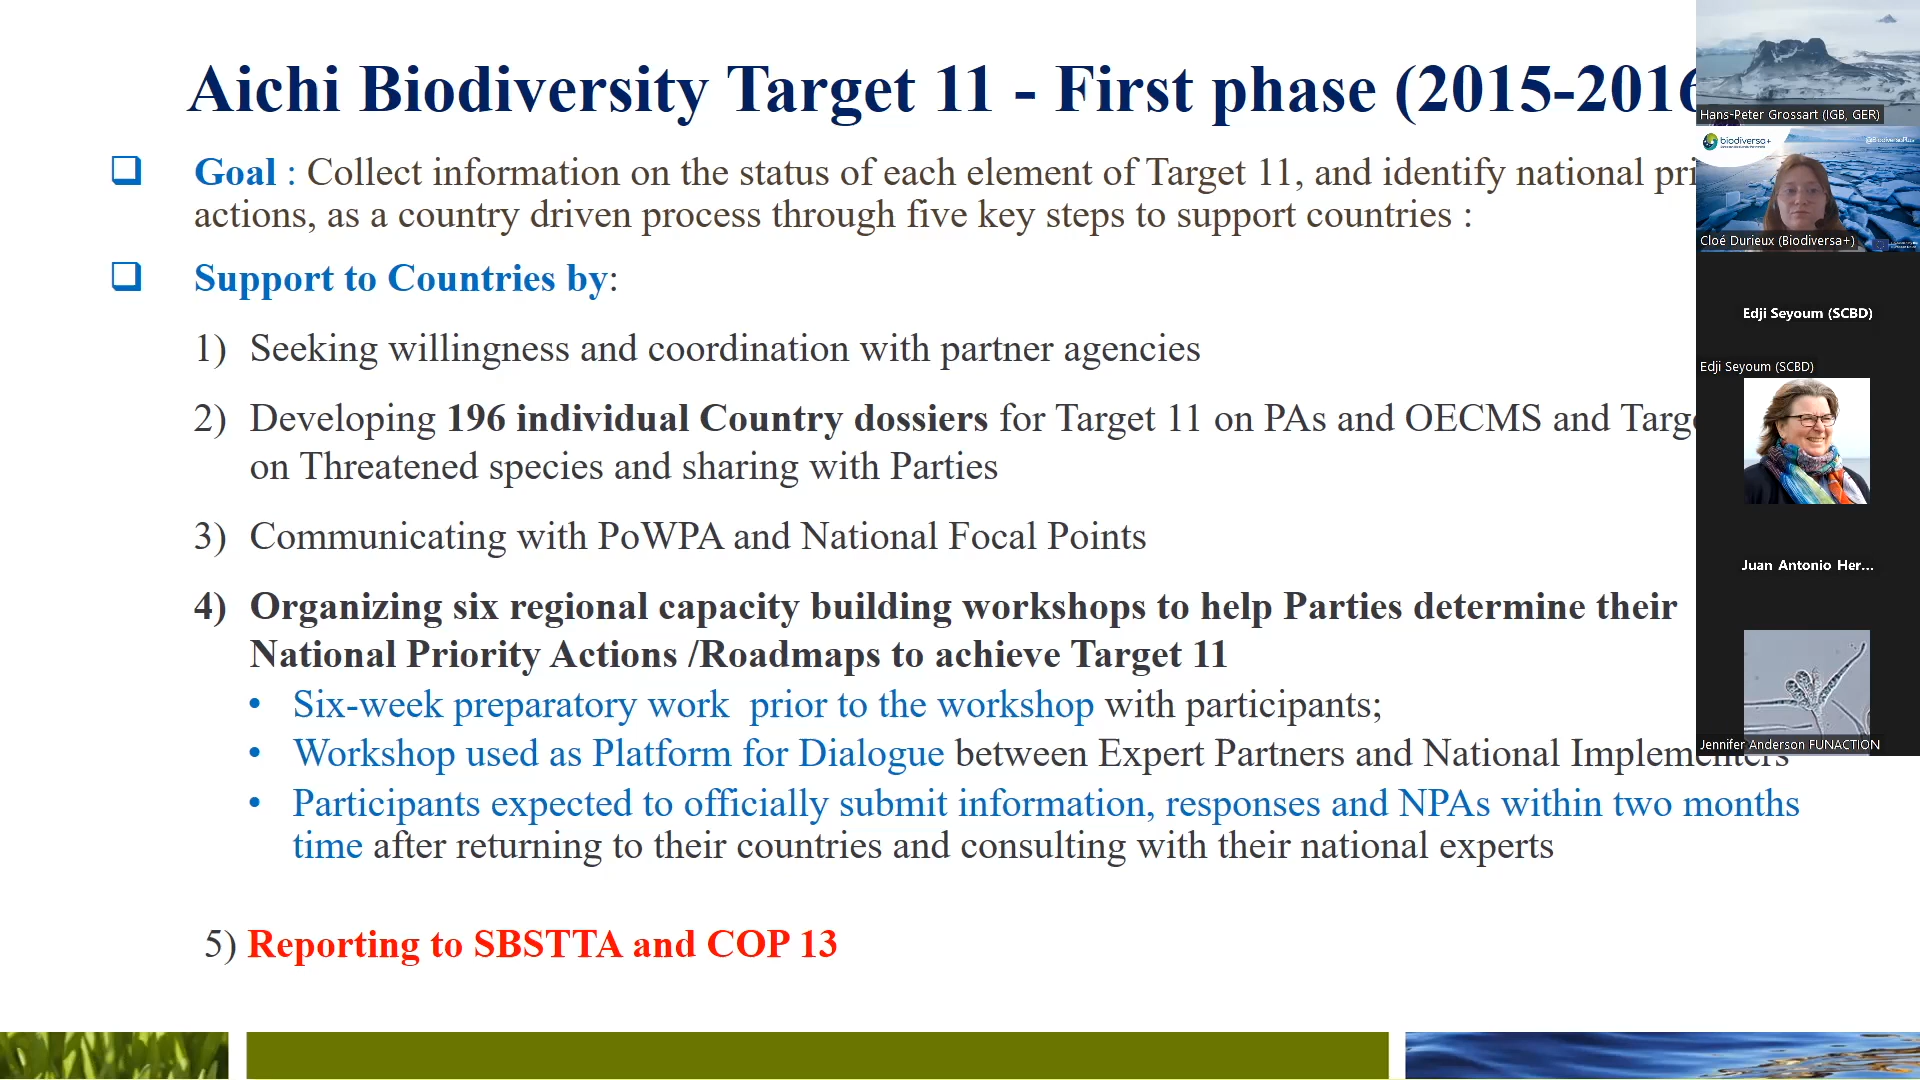 Aichi Biodiversity Target 11 - First phase (2015-2016
Goal : Collect information on the status of each element of Target 11, and identify national
actions, as a country driven process through five key steps to support countries :
Support to Countries by:
1) Seeking willingness and coordination with partner agencies
2) Developing 196 individual Country dossiers for Target 11 on PAs and OECMS and
on Threatened species and sharing with Parties
3) Communicating with PoWPA and National Focal Points
4) Organizing six regional capacity building workshops to help Parties determine their
National Priority Actions /Roadmaps to achieve Target 11
• Six-week preparatory work prior to the workshop with participants;
• Workshop used as Platform for Dialogue between Expert Partners and National Implementers
• Participants expected to officially submit information, responses and NPAs within two months
time after returning to their countries and consulting with their national experts
5) Reporting to SBSTTA and COP 13
Hans-Peter Grossart (IGB, GER)
biodiversa+
Cloé Durieux (Biodiversa+)
Edji Seyoum (SCBD)
Edji Seyoum (SCBD)
Juan Antonio Her...
Jennifer Anderson FUNACTION